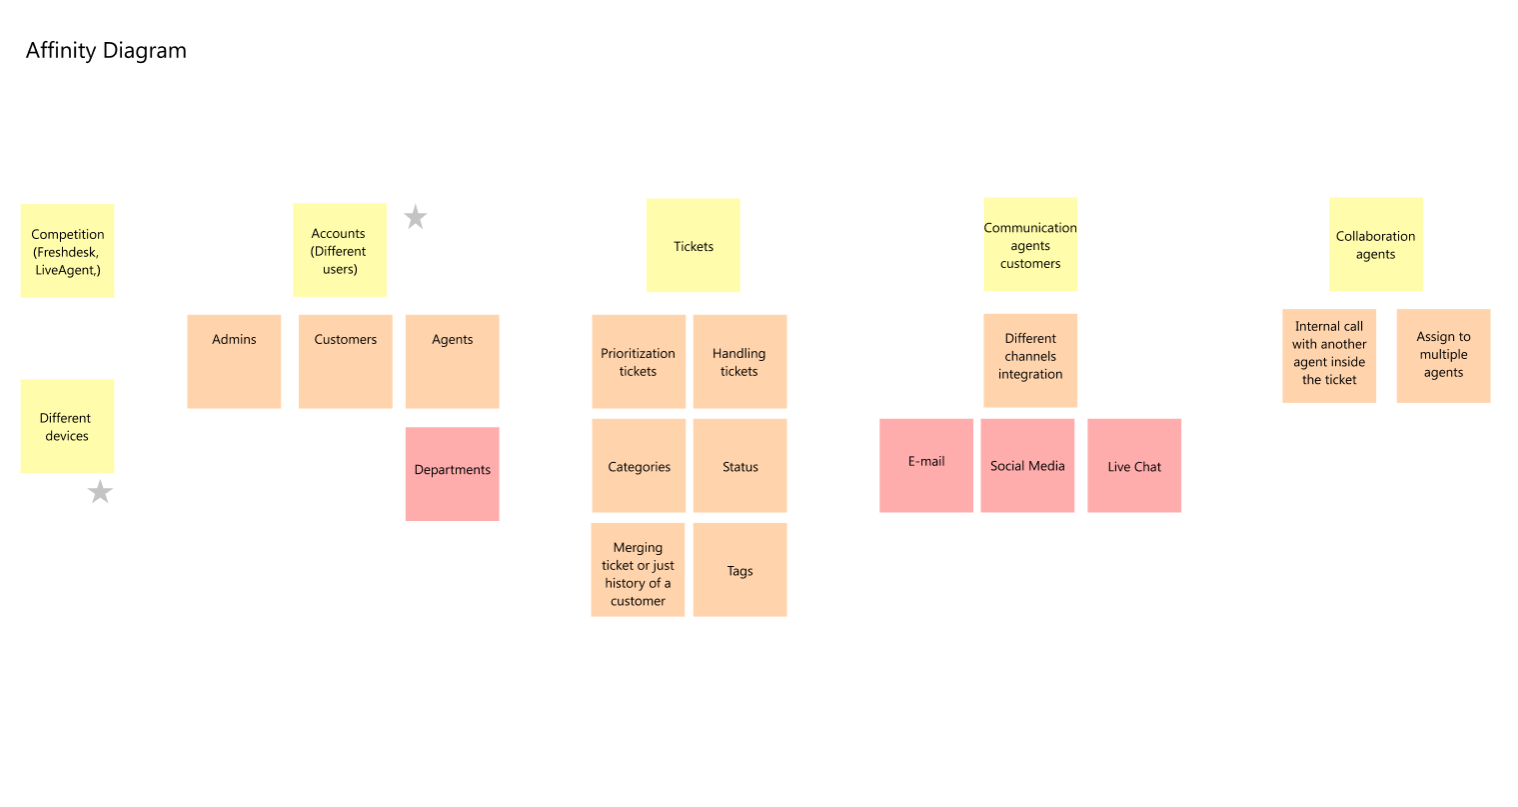 Affinity Diagram
Competition
(Freshdesk,
LiveAgent,)
Accounts
(Different
users)
Tickets
Communication
agents
customers
Collaboration
agents
Admins
Customers
Agents
Prioritization
tickets
Handling
tickets
Different
channels
integration
Internal call
with another
agent inside
the ticket
Assign to
multiple
agents
Different
devices
Departments
Categories
Status
E-mail
Social Media
Live Chat
Merging
ticket or just
history of a
customer
Tags